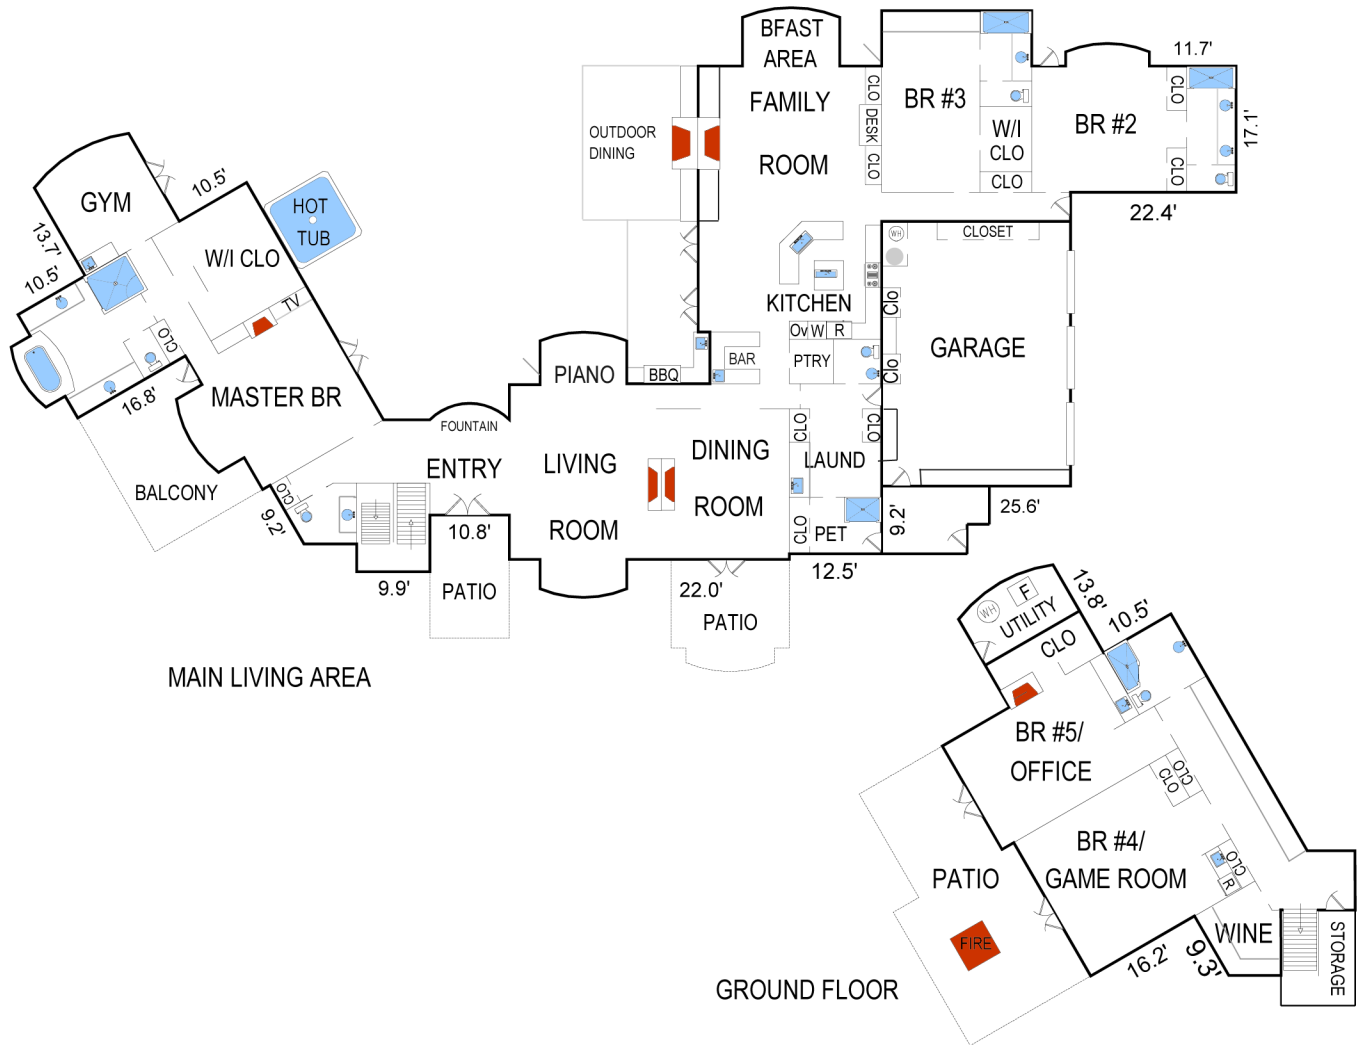 BFAST
AREA
FAMILY
ROOM
CLO
DESK
CLO
BR #3
W/I
CLO
CLO
BR #2
CLO
CLO
11.7'
17.1'
22.4'
OUTDOOR
DINING
GYM
10.5'
HOT
TUB
13.7'
10.5'
W/I CLO
TV
CLO
16.8'
MASTER BR
BALCONY
CLO
9.2'
9.9'
FOUNTAIN
ENTRY
10.8'
PATIO
PIANO
BBQ
LIVING
ROOM
DINING
ROOM
22.0'
PATIO
KITCHEN
Ov
W
R
BAR
PTRY
WH
CLOSET
Clo
Clo
GARAGE
CLO
CLO
LAUND
CLO
PET
9.2'
12.5'
25.6'
MAIN LIVING AREA
WH
F
UTILITY
13.8'
10.5'
CLO
BR #5/
OFFICE
CLO
CLO
BR #4/
GAME ROOM
CLO
R
PATIO
FIRE
WINE
STORAGE
16.2'
9.3'
GROUND FLOOR